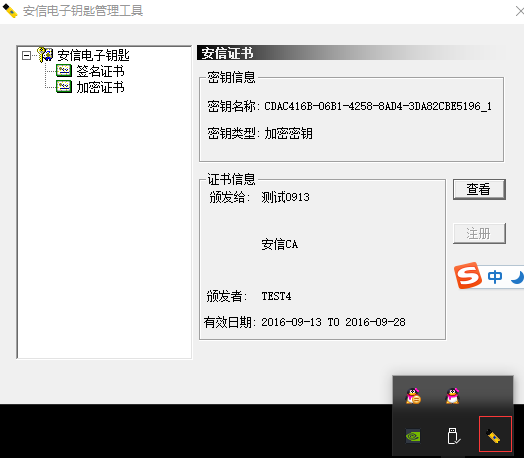 安信电子钥匙管理工具
安信电子钥匙
签名证书
加密证书
安信证书
密钥信息
密钥名称: CDAC416B-06B1-4258-8AD4-3DA82CBE5196_1
密钥类型: 加密密钥
证书信息
颁发给: 测试0913
安信CA
颁发者: TEST4
有效日期: 2016-09-13 TO 2016-09-28
查看
注册
S 中